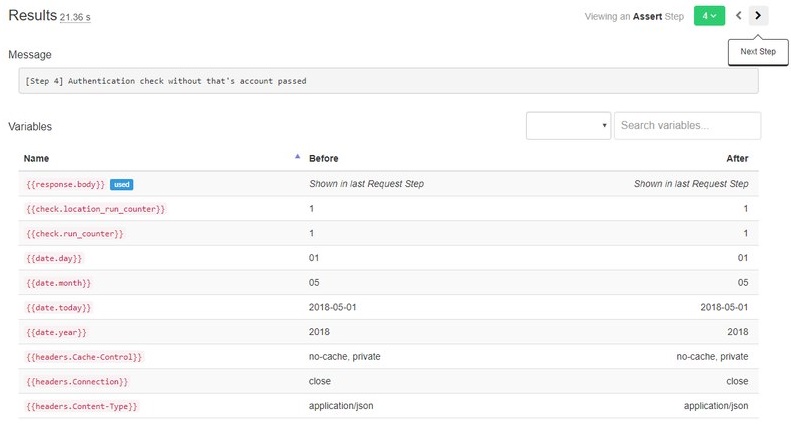 Results 21.36 s
Viewing an Assert Step 4
Next Step
Message
[Step 4] Authentication check without that's account passed
Variables
Search variables...
Name Before After
{{response.body}} used Shown in last Request Step Shown in last Request Step
{{check.location_run_counter}} 1 1
{{check.run_counter}} 1 1
{{date.day}} 01 01
{{date.month}} 05 05
{{date.today}} 2018-05-01 2018-05-01
{{date.year}} 2018 2018
{{headers.Cache-Control}} no-cache, private no-cache, private
{{headers.Connection}} close close
{{headers.Content-Type}} application/json application/json